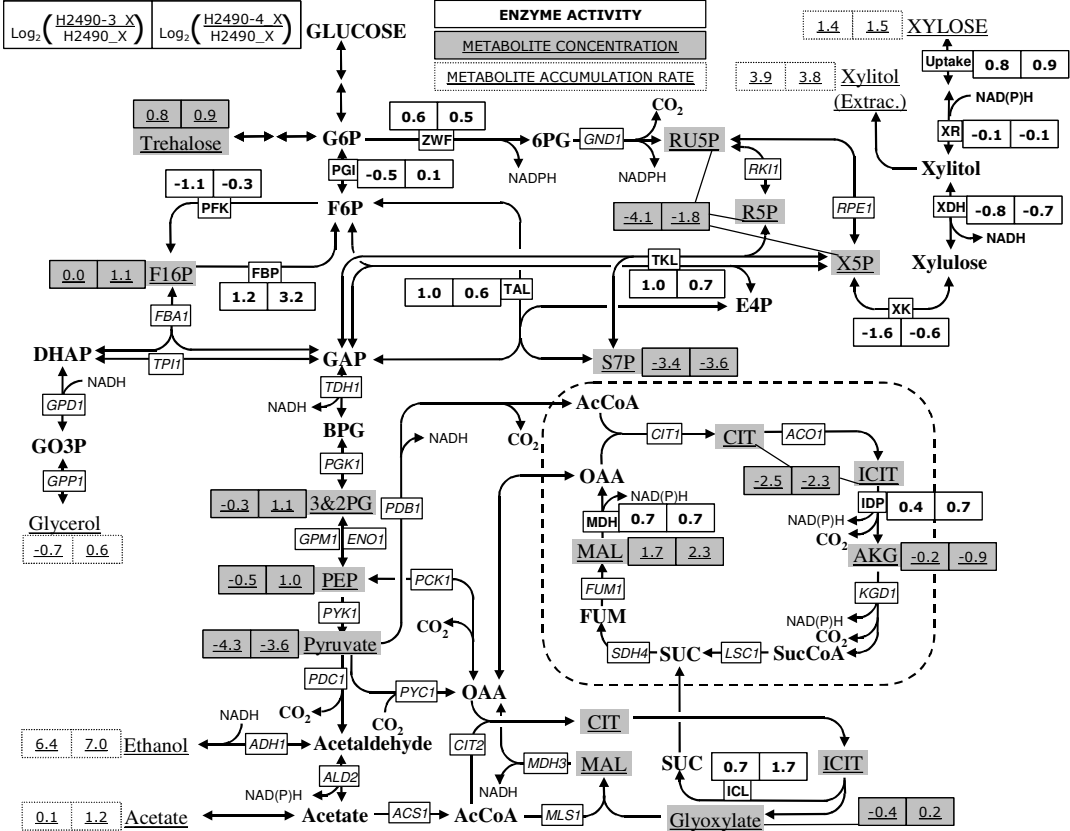 Log2(H2490-3_X/H2490_X) Log2(H2490-4_X/H2490_X)
ENZYME ACTIVITY
METABOLITE CONCENTRATION
METABOLITE ACCUMULATION RATE
GLUCOSE
1.4 1.5 XYLOSE
Uptake 0.8 0.9
3.9 3.8 Xylitol
(Extrac.)
NAD(P)H
XR -0.1 -0.1
Xylitol
XDH -0.8 -0.7
NADH
Xylulose
XK
-1.6 -0.6
0.8 0.9
Trehalose
G6P
0.6 0.5
ZWF
NADPH
6PG
GND1
CO2
NADPH
RU5P
RKI1
RPE1
PGI -0.5 0.1
-1.1 -0.3
PFK
F6P
-4.1 -1.8
R5P
X5P
0.0 1.1 F16P
FBP
1.2 3.2
1.0 0.6 TAL
TKL
1.0 0.7
E4P
FBA1
DHAP
TPI1
GAP
S7P -3.4 -3.6
NADH
GPD1
GO3P
GPP1
Glycerol
-0.7 0.6
TDH1
NADH
BPG
PGK1
-0.3 1.1 3&2PG
GPM1 ENO1
-0.5 1.0 PEP
PCK1
PYK1
-4.3 -3.6 Pyruvate
NADH
PDB1
CO2
AcCoA
CIT1
CIT
ACO1
ICIT
-2.5 -2.3
OAA
NAD(P)H
MDH 0.7 0.7
MAL 1.7 2.3
FUM1
FUM
SDH4
SUC
LSC1
SucCoA
IDP 0.4 0.7
NAD(P)H
CO2
AKG -0.2 -0.9
KGD1
NAD(P)H
CO2
CO2
PDC1
CO2
PYC1
CO2
OAA
NADH
6.4 7.0 Ethanol
ADH1
Acetaldehyde
CIT2
CIT
MDH3
MAL
NADH
SUC
0.7 1.7
ICL
ICIT
ALD2
NAD(P)H
0.1 1.2 Acetate
Acetate
ACS1
AcCoA
MLS1
Glyoxylate
-0.4 0.2